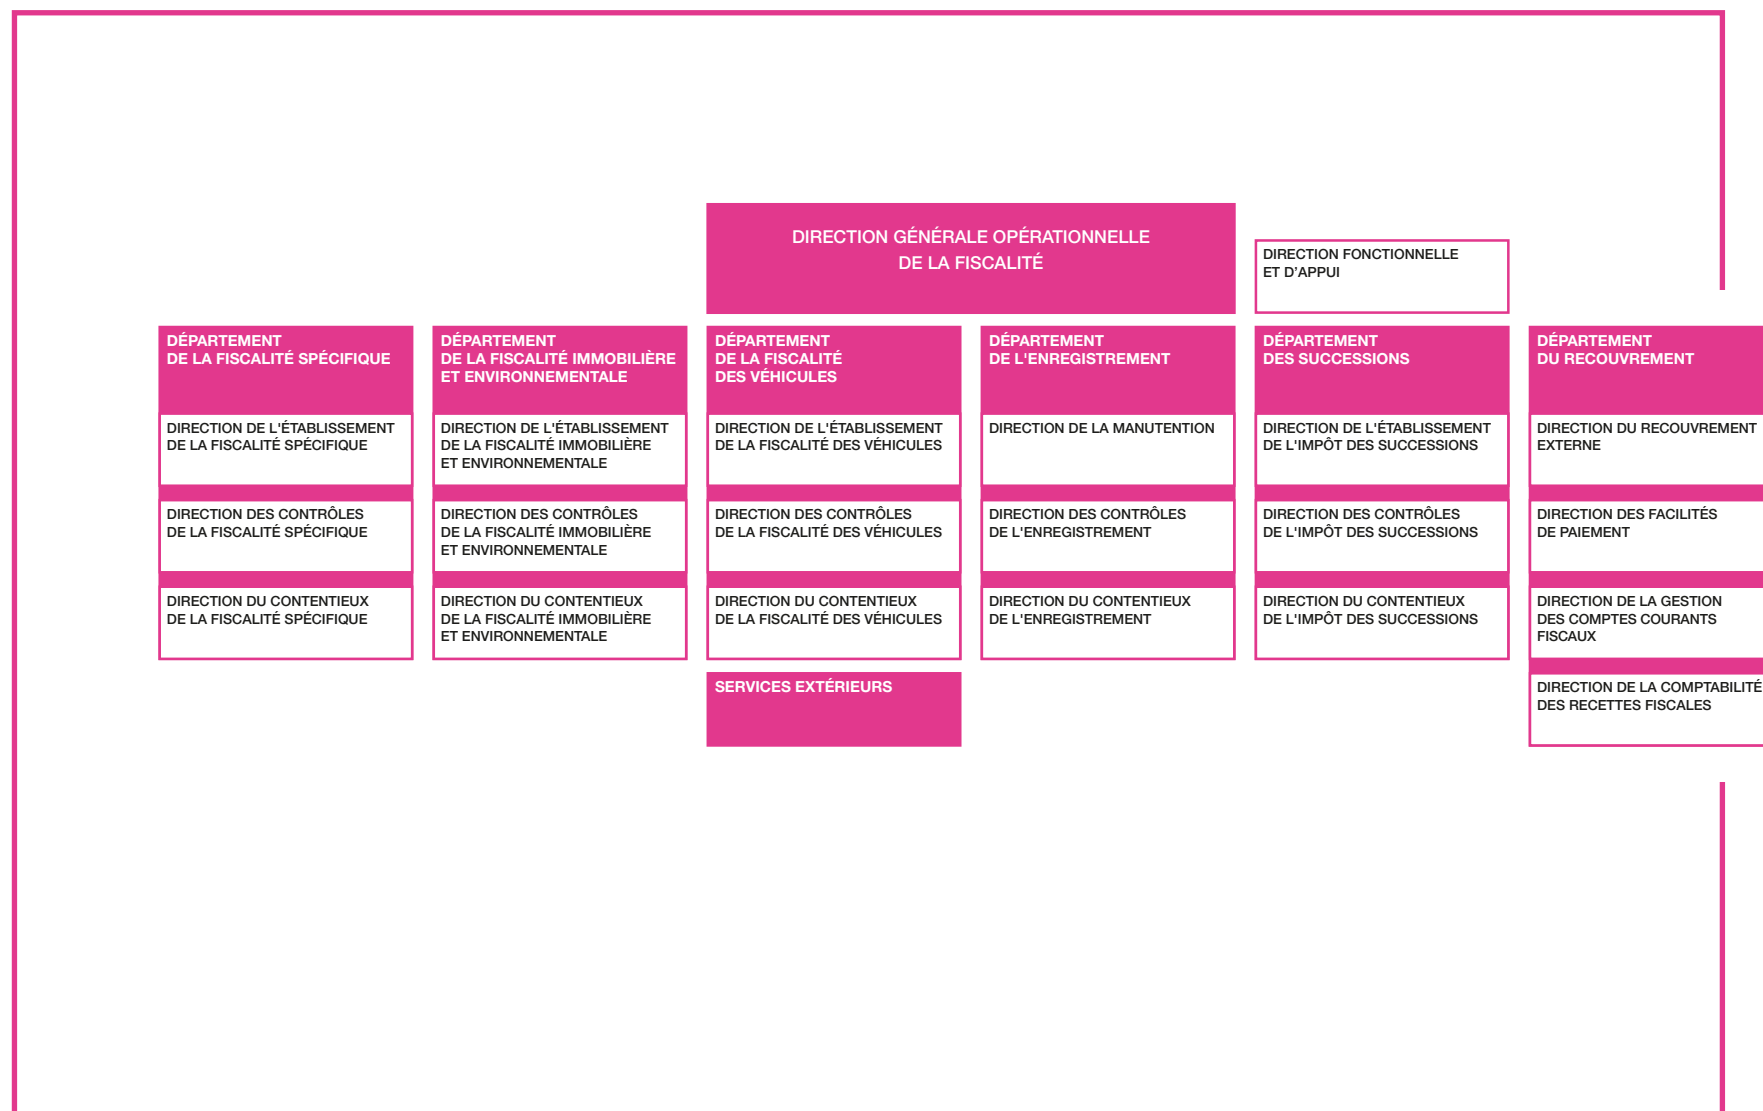 DIRECTION GÉNÉRALE OPÉRATIONNELLE
DE LA FISCALITÉ
DIRECTION FONCTIONNELLE
ET D’APPUI
DÉPARTEMENT
DE LA FISCALITÉ SPÉCIFIQUE
DIRECTION DE L'ÉTABLISSEMENT
DE LA FISCALITÉ SPÉCIFIQUE
DIRECTION DES CONTRÔLES
DE LA FISCALITÉ SPÉCIFIQUE
DIRECTION DU CONTENTIEUX
DE LA FISCALITÉ SPÉCIFIQUE
DÉPARTEMENT
DE LA FISCALITÉ IMMOBILIÈRE
ET ENVIRONNEMENTALE
DIRECTION DE L'ÉTABLISSEMENT
DE LA FISCALITÉ IMMOBILIÈRE
ET ENVIRONNEMENTALE
DIRECTION DES CONTRÔLES
DE LA FISCALITÉ IMMOBILIÈRE
ET ENVIRONNEMENTALE
DIRECTION DU CONTENTIEUX
DE LA FISCALITÉ IMMOBILIÈRE
ET ENVIRONNEMENTALE
DÉPARTEMENT
DE LA FISCALITÉ
DES VÉHICULES
DIRECTION DE L'ÉTABLISSEMENT
DE LA FISCALITÉ DES VÉHICULES
DIRECTION DES CONTRÔLES
DE LA FISCALITÉ DES VÉHICULES
DIRECTION DU CONTENTIEUX
DE LA FISCALITÉ DES VÉHICULES
SERVICES EXTÉRIEURS
DÉPARTEMENT
DE L'ENREGISTREMENT
DIRECTION DE LA MANUTENTION
DIRECTION DES CONTRÔLES
DE L'ENREGISTREMENT
DIRECTION DU CONTENTIEUX
DE L'ENREGISTREMENT
DÉPARTEMENT
DES SUCCESSIONS
DIRECTION DE L'ÉTABLISSEMENT
DE L'IMPÔT DES SUCCESSIONS
DIRECTION DES CONTRÔLES
DE L'IMPÔT DES SUCCESSIONS
DIRECTION DU CONTENTIEUX
DE L'IMPÔT DES SUCCESSIONS
DÉPARTEMENT
DU RECOUVREMENT
DIRECTION DU RECOUVREMENT
EXTERNE
DIRECTION DES FACILITÉS
DE PAIEMENT
DIRECTION DE LA GESTION
DES COMPTES COURANTS
FISCAUX
DIRECTION DE LA COMPTABILITÉ
DES RECETTES FISCALES